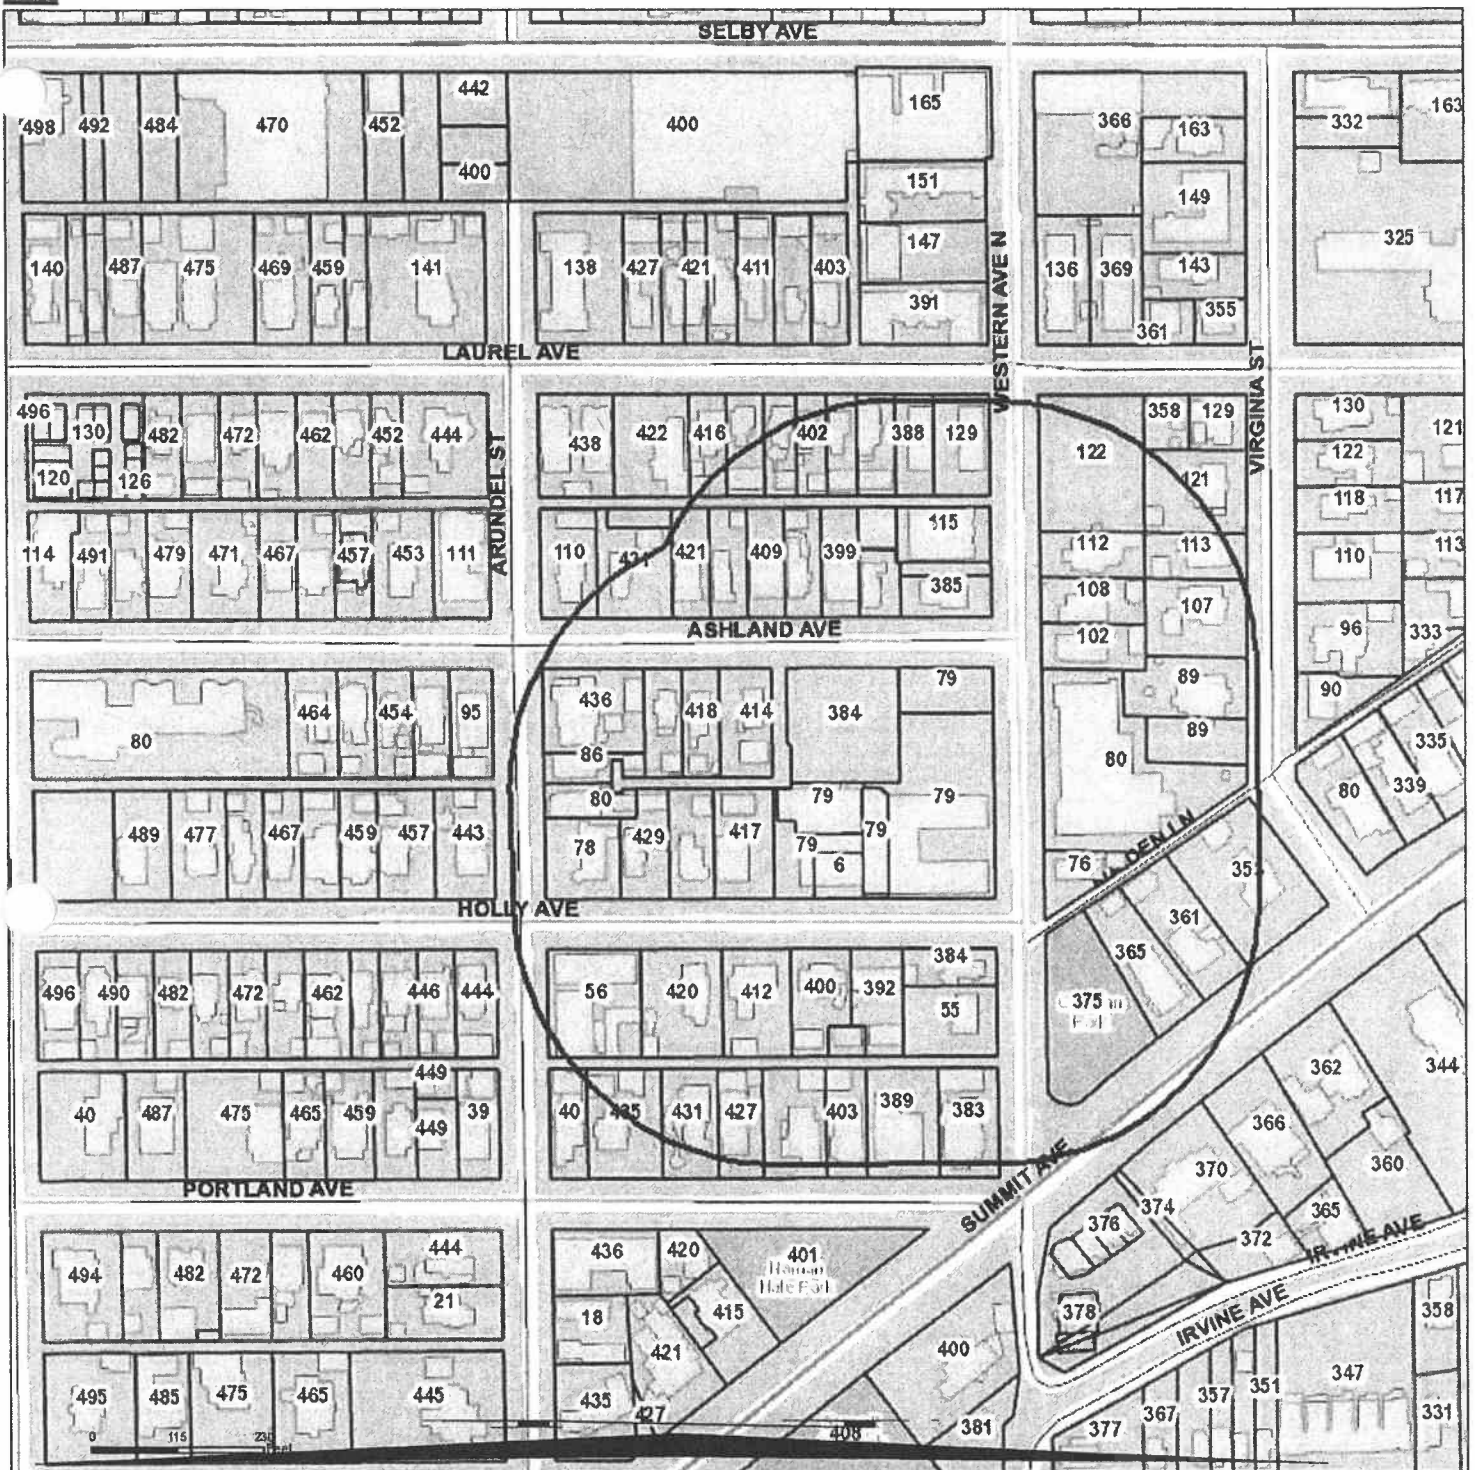 SELBY AVE
498 492 484 470 452 442 400 165 366 163 332 163
400 151 149
147 325
140 487 475 469 459 141 138 427 421 411 403 391 136 369 143
361 355
LAUREL AVE
WESTERN AVE N
VIRGINIA ST
ARUNDEL ST
496 130 482 472 462 452 444 438 422 416 402 388 129 122 358 129 130 121
120 126 121 122
118 117
114 491 479 471 467 457 453 111 110 431 421 409 399 115 112 113 110 113
385 108 107
ASHLAND AVE
102 96 333
80 464 454 95 436 418 414 384 79 89 90
86 80 89 335
489 477 467 459 457 443 80 78 429 417 79 79 79 79 6 76 80 339
HOLLY AVE
353
361
365
496 490 482 472 462 446 444 56 420 412 400 392 384 55 375
362 344
40 487 475 465 459 449 449 39 40 435 431 427 403 389 383 366
370 360
PORTLAND AVE
SUMMIT AVE
376 374 365
372
IRVINE AVE
494 482 472 460 444 21 436 420 401
18 415 378
IRVINE AVE
358
421 400 347
495 485 475 465 445 435 427 408 381 377 367 357 351 331
0 115 230
Feet